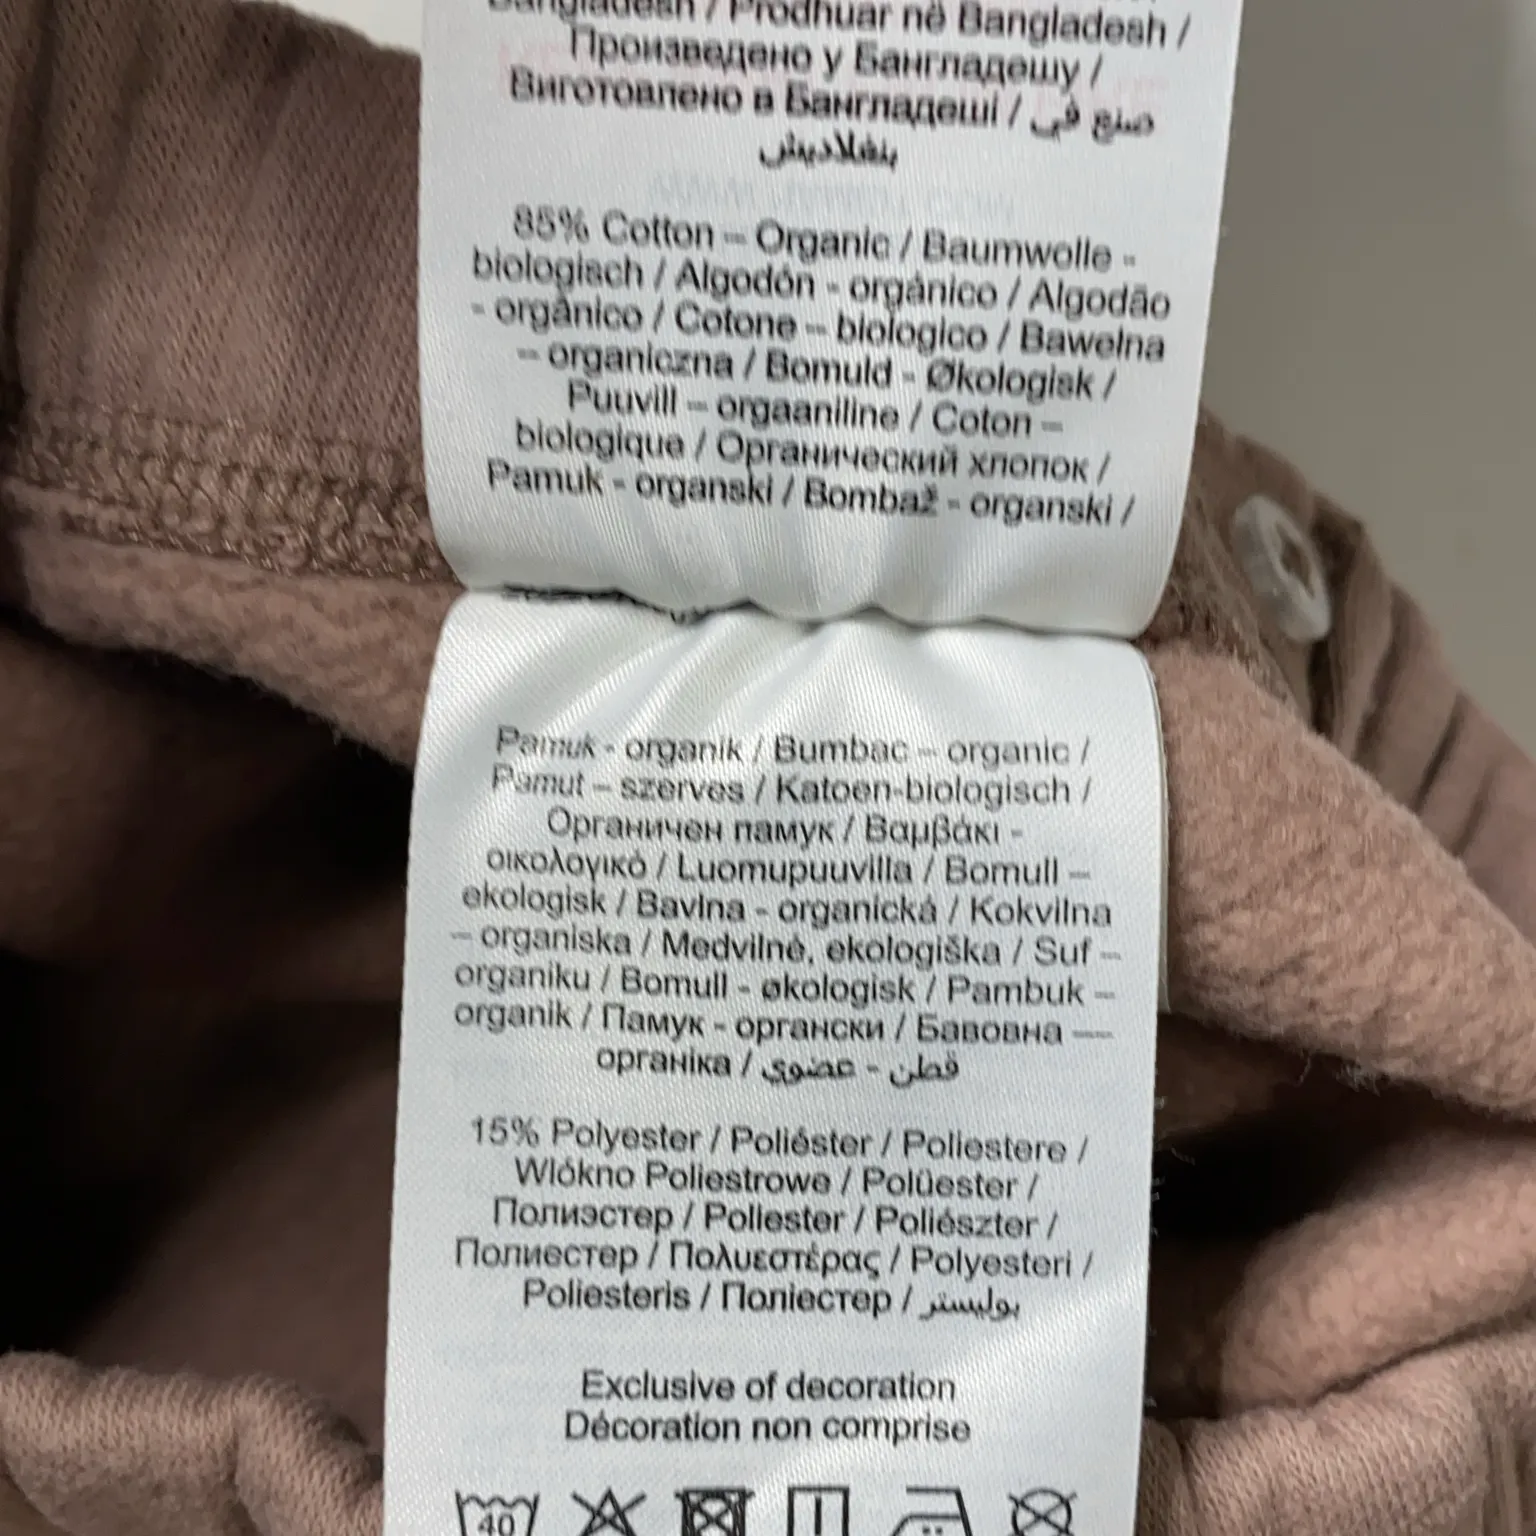 Bangladesh / Prodhuar në Bangladesh /
Произведено у Бангладешу /
Виготовлено в Бангладеші / صنع في
بنغلاديش
85% Cotton – Organic / Baumwolle -
biologisch / Algodón - orgánico / Algodão
- orgânico / Cotone – biologico / Bawełna
– organiczna / Bomuld - Økologisk /
Puuvill – orgaaniline / Coton –
biologique / Органический хлопок /
Pamuk - organski / Bombaž - organski /
Pamuk - organik / Bumbac – organic /
Pamut – szerves / Katoen-biologisch /
Органичен памук / Βαμβάκι -
οικολογικό / Luomupuuvilla / Bomull –
ekologisk / Bavlna - organická / Kokvilna
– organiska / Medvilnė, ekologiška / Suf –
organiku / Bomull - økologisk / Pambuk –
organik / Памук - органски / Бавовна —
органіка / قطن - عضوي
15% Polyester / Poliéster / Poliestere /
Włókno Poliestrowe / Polüester /
Полиэстер / Poliester / Poliészter /
Полиестер / Πολυεστέρας / Polyesteri /
Poliesteris / Поліестер / بوليستر
Exclusive of decoration
Décoration non comprise
40